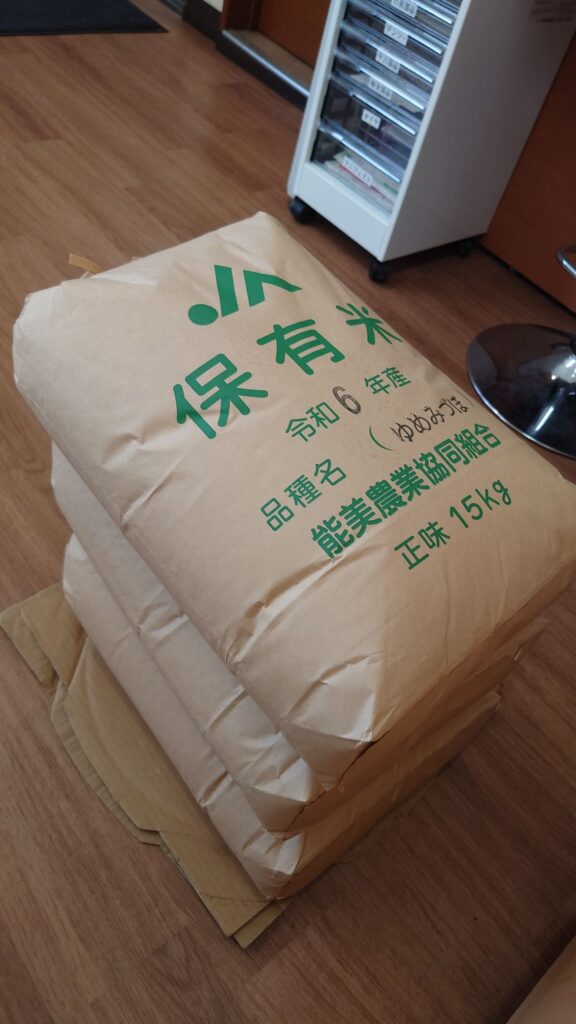 JA
保有米
令和6年産
品種名 (ゆめみづほ
能美農業協同組合
正味 15kg